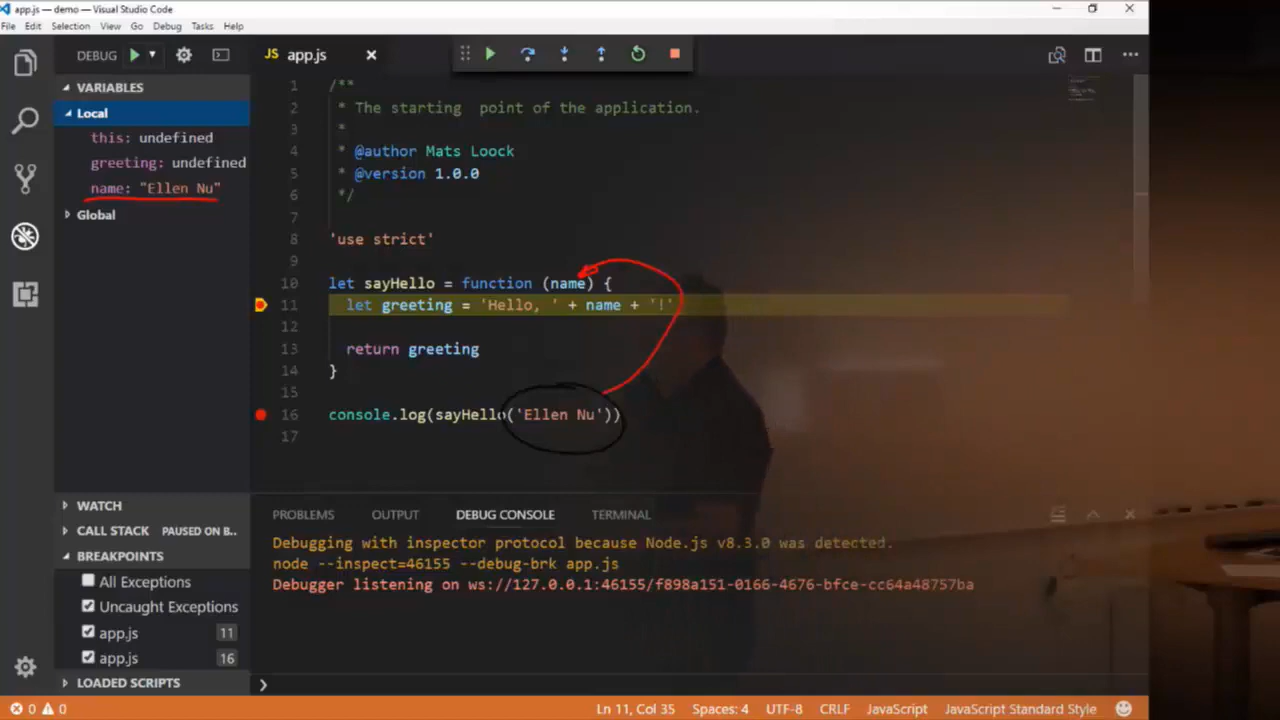 app.js — demo — Visual Studio Code
File Edit Selection View Go Debug Tasks Help
DEBUG
JS app.js
VARIABLES
Local
this: undefined
greeting: undefined
name: "Ellen Nu"
Global
1 /**
2 * The starting  point of the application.
3 *
4 * @author Mats Loock
5 * @version 1.0.0
6 */
7
8 'use strict'
9
10 let sayHello = function (name) {
11 let greeting = 'Hello, ' + name + '!'
12
13 return greeting
14 }
15
16 console.log(sayHello('Ellen Nu'))
17
WATCH
CALL STACK PAUSED ON B..
BREAKPOINTS
All Exceptions
Uncaught Exceptions
app.js 11
app.js 16
LOADED SCRIPTS
PROBLEMS OUTPUT DEBUG CONSOLE TERMINAL
Debugging with inspector protocol because Node.js v8.3.0 was detected.
node --inspect=46155 --debug-brk app.js
Debugger listening on ws://127.0.0.1:46155/f898a151-0166-4676-bfce-cc64a48757ba
0 0 Ln 11, Col 35 Spaces: 4 UTF-8 CRLF JavaScript JavaScript Standard Style